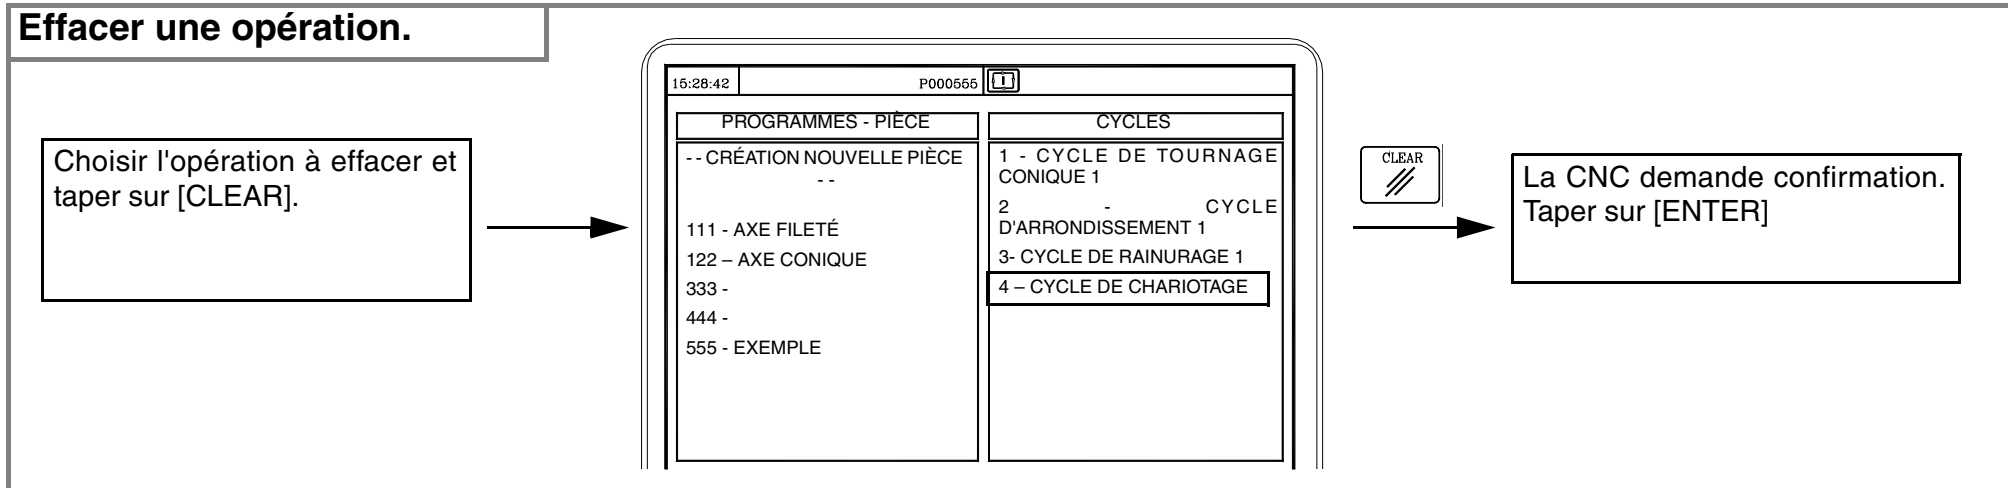 Effacer une opération.
Choisir l'opération à effacer et
taper sur [CLEAR].
15:28:42
P000555
PROGRAMMES - PIÈCE
- - CRÉATION NOUVELLE PIÈCE
- -
111 - AXE FILETÉ
122 – AXE CONIQUE
333 -
444 -
555 - EXEMPLE
CYCLES
1 - CYCLE DE TOURNAGE
CONIQUE 1
2 - CYCLE
D'ARRONDISSEMENT 1
3- CYCLE DE RAINURAGE 1
4 – CYCLE DE CHARIOTAGE
CLEAR
La CNC demande confirmation.
Taper sur [ENTER]